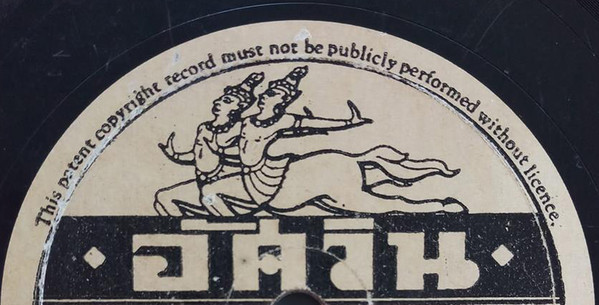 This patent copyright record must not be publicly performed without licence.
อัศวิน